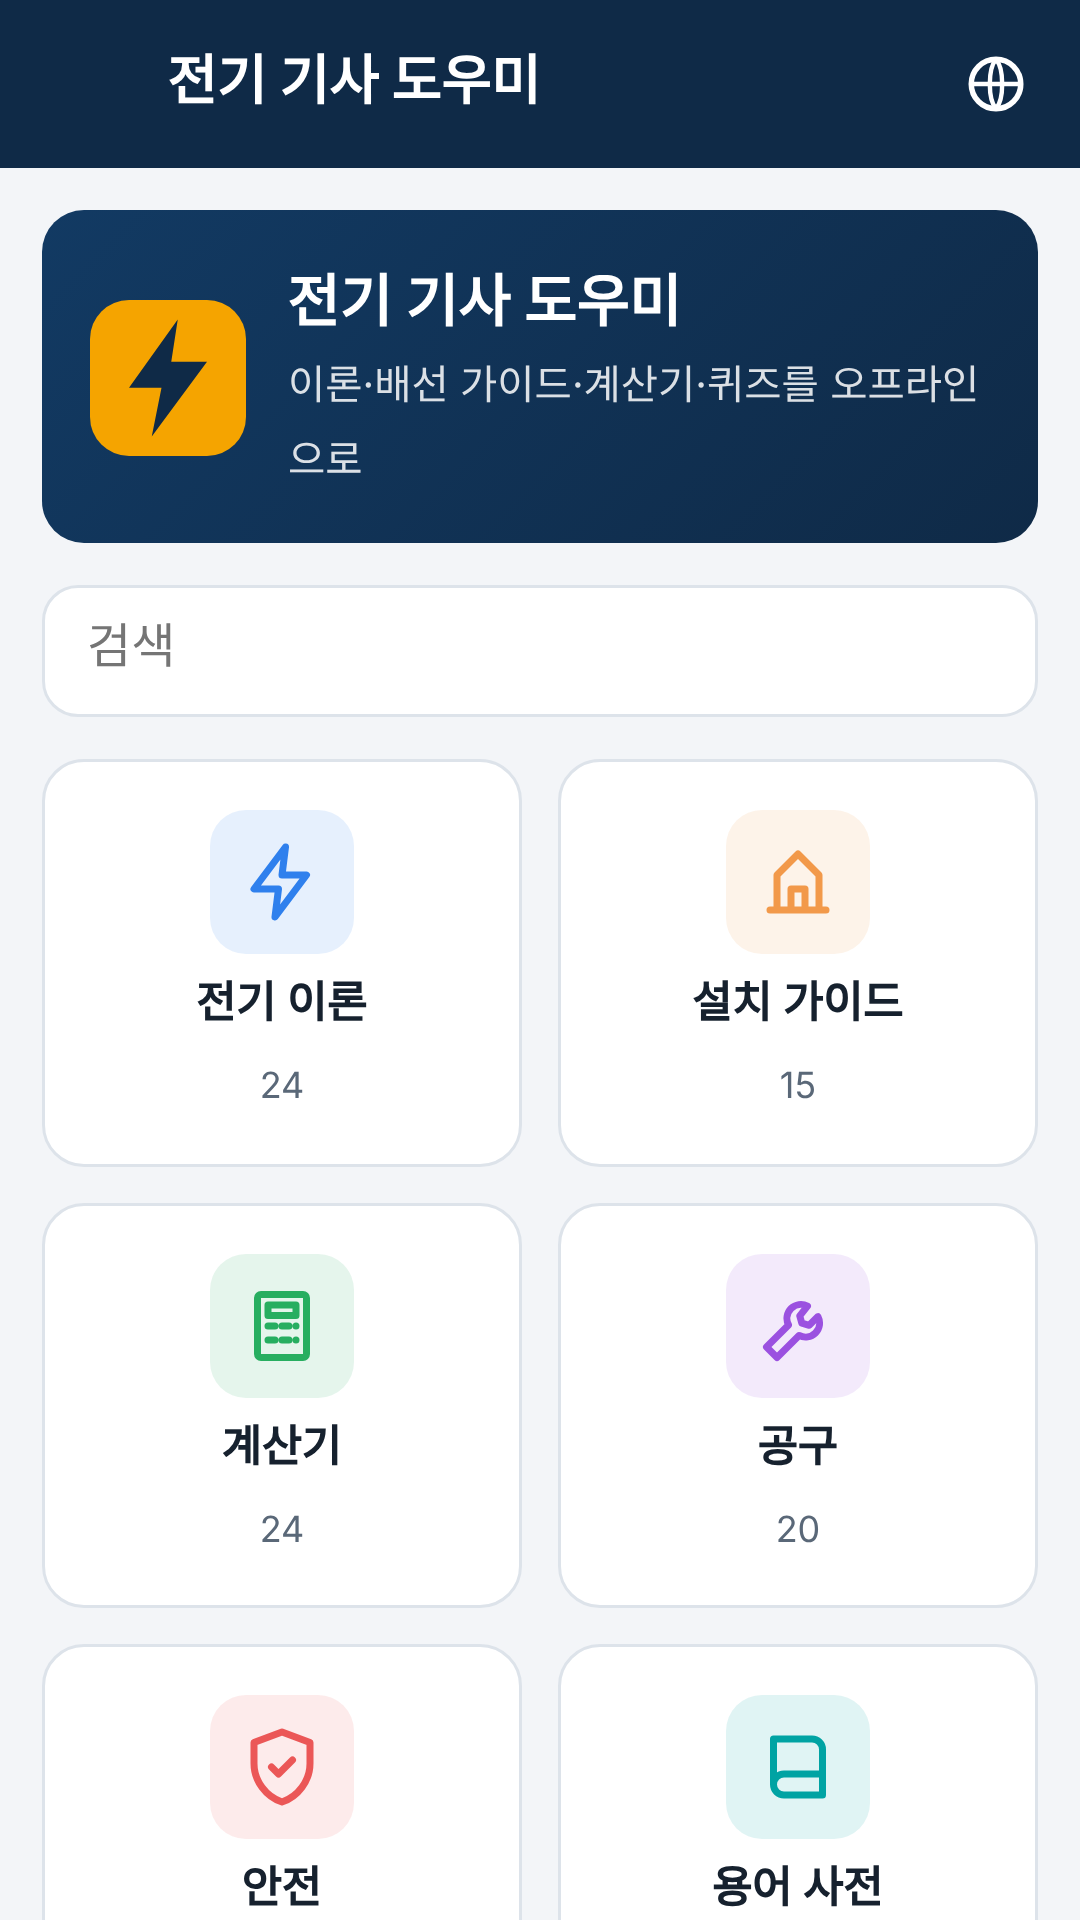 전기 기사 도우미
전기 기사 도우미
이론·배선 가이드·계산기·퀴즈를 오프라인
으로
검색
전기 이론
24
설치 가이드
15
계산기
24
공구
20
안전
용어 사전